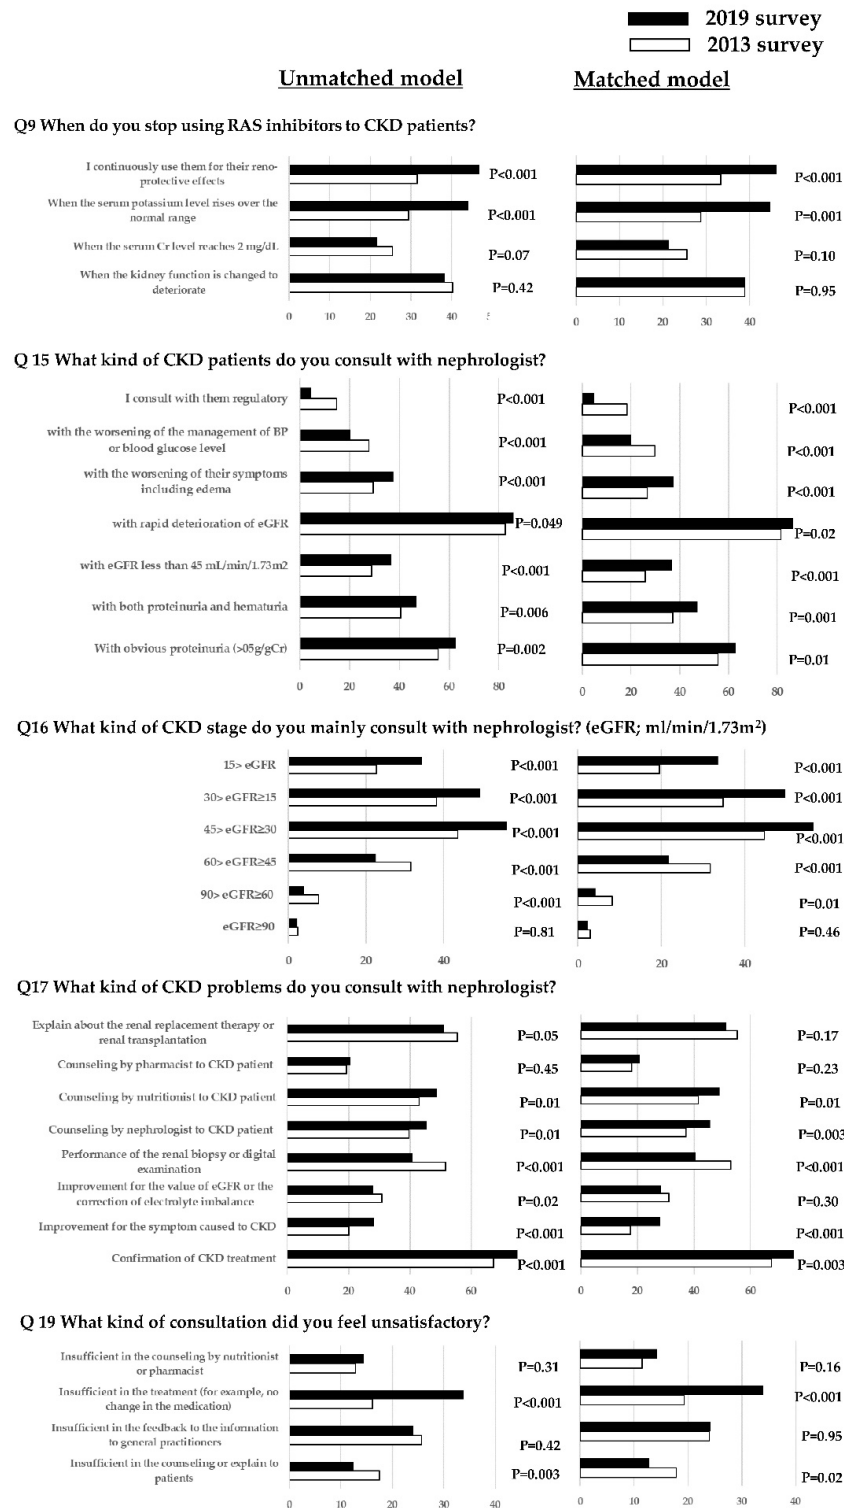 2019 survey
2013 survey
Unmatched model
Matched model
Q9 When do you stop using RAS inhibitors to CKD patients?
I continuously use them for their reno-
protective effects
P<0.001
P<0.001
When the serum potassium level rises over the
normal range
P<0.001
P=0.001
When the serum Cr level reaches 2 mg/dL
P=0.07
P=0.10
When the kidney function is changed to
deteriorate
P=0.42
P=0.95
0 10 20 30 40
0 10 20 30 40
Q 15 What kind of CKD patients do you consult with nephrologist?
I consult with them regulatory
P<0.001
P<0.001
with the worsening of the management of BP
or blood glucose level
P<0.001
P<0.001
with the worsening of their symptoms
including edema
P<0.001
P<0.001
with rapid deterioration of eGFR
P=0.049
P=0.02
with eGFR less than 45 mL/min/1.73m2
P<0.001
P<0.001
with both proteinuria and hematuria
P=0.006
P=0.001
With obvious proteinuria (>05g/gCr)
P=0.002
P=0.01
20 40 60 80
0 20 40 60 80
Q16 What kind of CKD stage do you mainly consult with nephrologist? (eGFR; ml/min/1.73m²)
15> eGFR
P<0.001
P<0.001
30> eGFR≥15
P<0.001
P<0.001
45> eGFR≥30
P<0.001
P<0.001
60> eGFR≥45
P<0.001
P<0.001
90> eGFR≥60
P<0.001
P=0.01
eGFR≥90
P=0.81
P=0.46
0 20 40
0 20 40
Q17 What kind of CKD problems do you consult with nephrologist?
Explain about the renal replacement therapy or
renal transplantation
P=0.05
P=0.17
Counseling by pharmacist to CKD patient
P=0.45
P=0.23
Counseling by nutritionist to CKD patient
P=0.01
P=0.01
Counseling by nephrologist to CKD patient
P=0.01
P=0.003
Performance of the renal biopsy or digital
examination
P<0.001
P<0.001
Improvement for the value of eGFR or the
correction of electrolyte imbalance
P=0.02
P=0.30
Improvement for the symptom caused to CKD
P<0.001
P<0.001
Confirmation of CKD treatment
P<0.001
P=0.003
0 20 40 60
0 20 40 60
Q 19 What kind of consultation did you feel unsatisfactory?
Insufficient in the counseling by nutritionist
or pharmacist
P=0.31
P=0.16
Insufficient in the treatment (for example, no
change in the medication)
P<0.001
P<0.001
Insufficient in the feedback to the information
to general practitioners
P=0.42
P=0.95
Insufficient in the counseling or explain to
patients
P=0.003
P=0.02
0 10 20 30 40
0 10 20 30 40